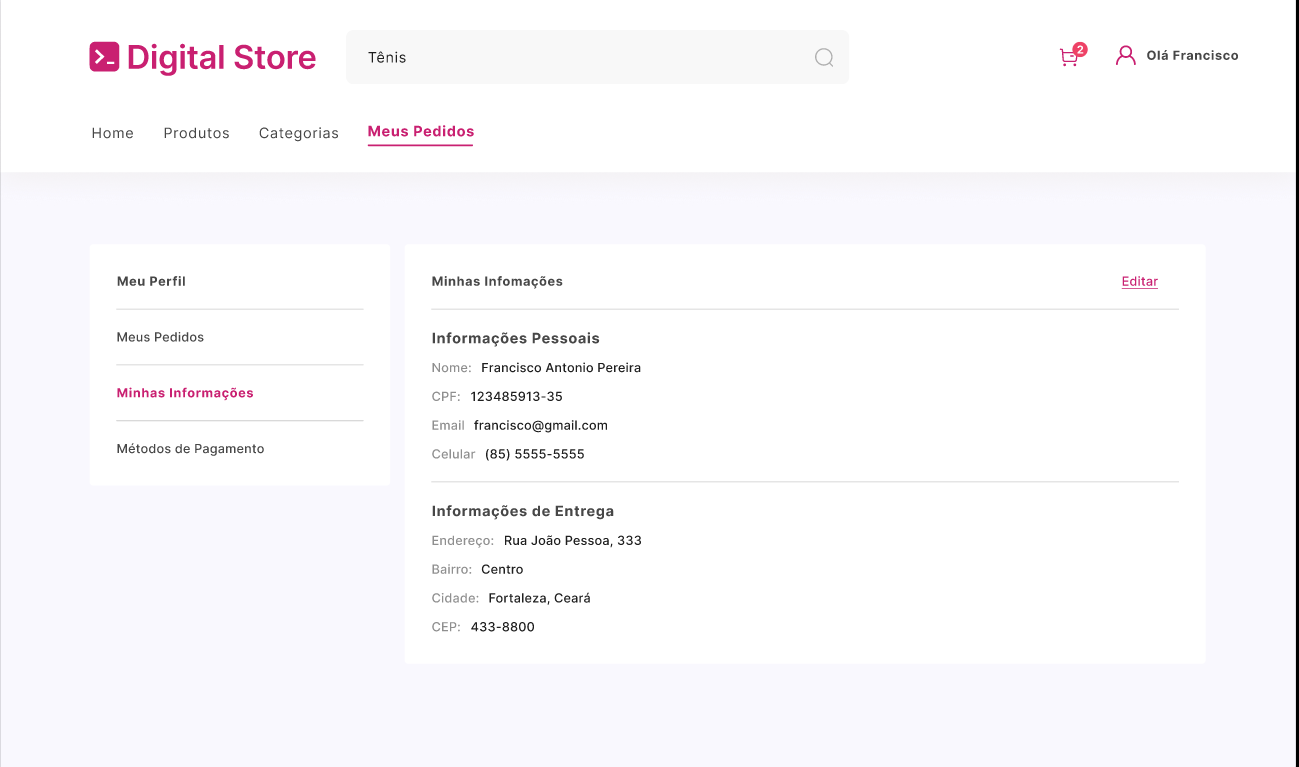 Digital Store
Tênis
2
Olá Francisco
Home Produtos Categorias Meus Pedidos
Meu Perfil
Meus Pedidos
Minhas Informações
Métodos de Pagamento
Minhas Infomações
Editar
Informações Pessoais
Nome: Francisco Antonio Pereira
CPF: 123485913-35
Email francisco@gmail.com
Celular (85) 5555-5555
Informações de Entrega
Endereço: Rua João Pessoa, 333
Bairro: Centro
Cidade: Fortaleza, Ceará
CEP: 433-8800